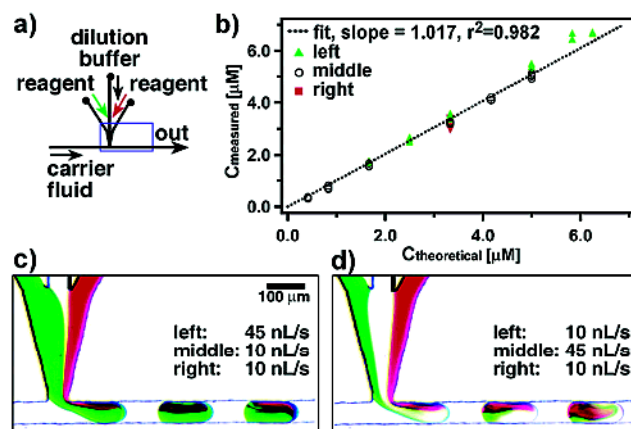 a)
dilution
buffer
reagent reagent
out
carrier
fluid
b)
fit, slope = 1.017, r²=0.982
left
middle
right
Cmeasured [µM]
6.0
4.0
2.0
0.0
0.0 2.0 4.0 6.0
Ctheoretical [µM]
c)
100 µm
left: 45 nL/s
middle: 10 nL/s
right: 10 nL/s
d)
left: 10 nL/s
middle: 45 nL/s
right: 10 nL/s